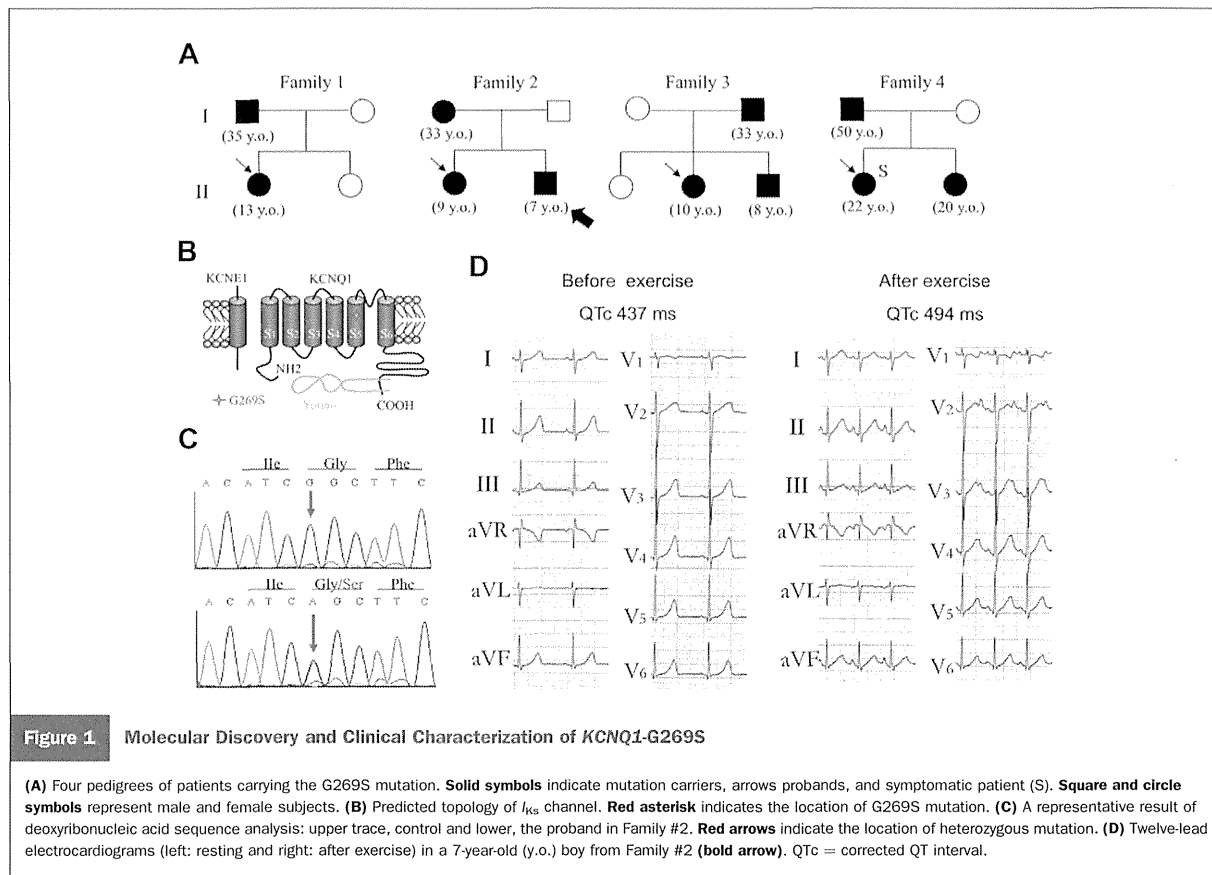 A
Family 1 Family 2 Family 3 Family 4
I
(35 y.o.) (33 y.o.) (33 y.o.) (50 y.o.)
S
II
(13 y.o.) (9 y.o.) (7 y.o.) (10 y.o.) (8 y.o.) (22 y.o.) (20 y.o.)
B
KCNE1 KCNQ1
S1 S2 S3 S4 S5 S6
NH2
G269S
COOH
C
Ile Gly Phe
A C A T C G G C T T C
Ile Gly/Ser Phe
A C A T C A G C T T C
D
Before exercise
QTc 437 ms
I V1
II V2
III V3
aVR V4
aVL V5
aVF V6
After exercise
QTc 494 ms
I V1
II V2
III V3
aVR V4
aVL V5
aVF V6
Figure 1 Molecular Discovery and Clinical Characterization of KCNQ1-G269S
(A) Four pedigrees of patients carrying the G269S mutation. Solid symbols indicate mutation carriers, arrows probands, and symptomatic patient (S). Square and circle
symbols represent male and female subjects. (B) Predicted topology of IKs channel. Red asterisk indicates the location of G269S mutation. (C) A representative result of
deoxyribonucleic acid sequence analysis: upper trace, control and lower, the proband in Family #2. Red arrows indicate the location of heterozygous mutation. (D) Twelve-lead
electrocardiograms (left: resting and right: after exercise) in a 7-year-old (y.o.) boy from Family #2 (bold arrow). QTc = corrected QT interval.